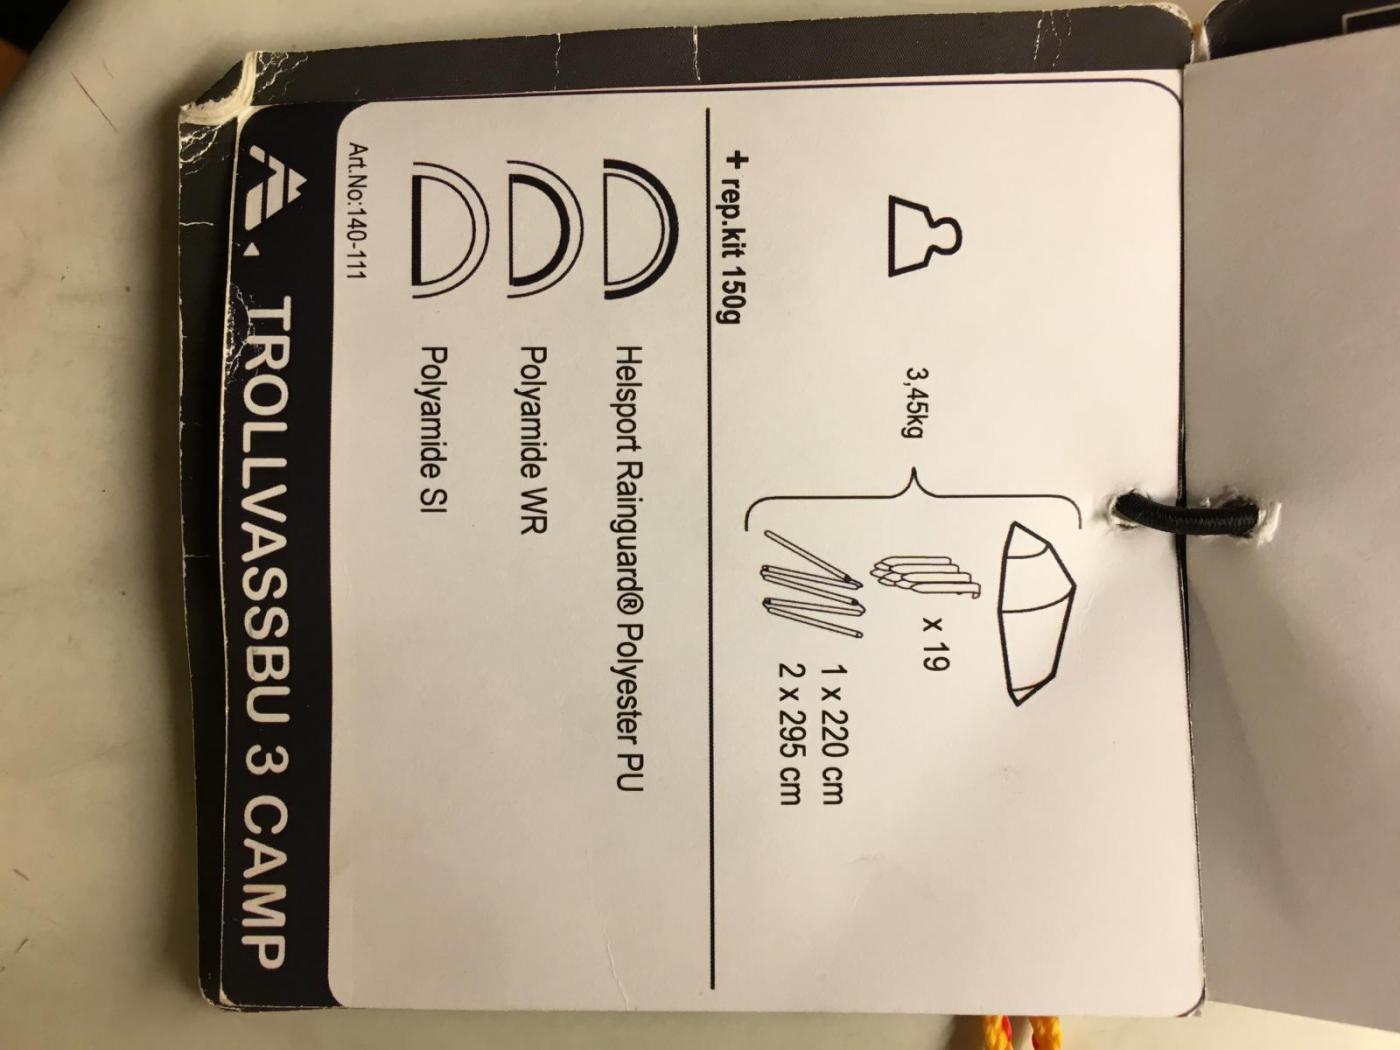 3,45kg
x 19
1 x 220 cm
2 x 295 cm
+ rep.kit 150g
Helsport Rainguard® Polyester PU
Polyamide WR
Polyamide SI
Art.No:140-111
TROLLVASSBU 3 CAMP